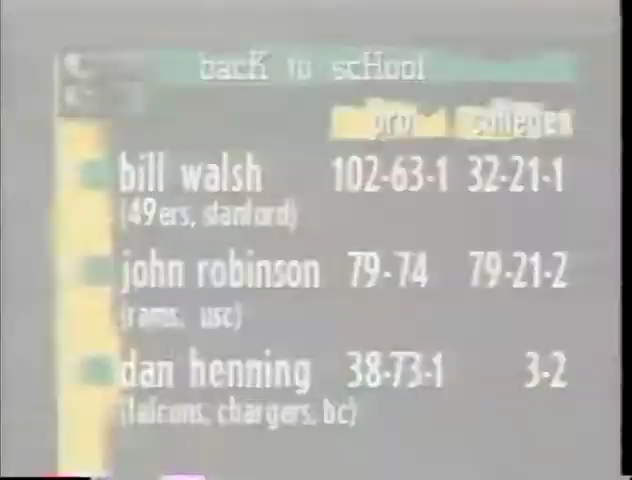 bacK to scHool
pro college
bill walsh 102-63-1 32-21-1
(49ers, stanford)
john robinson 79-74 79-21-2
(rams, usc)
dan henning 38-73-1 3-2
(falcons, chargers, bc)